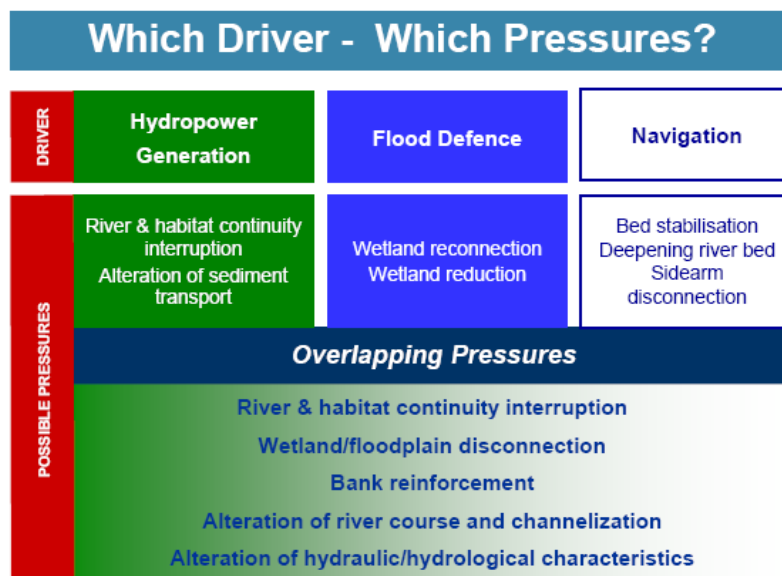 Which Driver - Which Pressures?
DRIVER
Hydropower
Generation
Flood Defence
Navigation
POSSIBLE PRESSURES
River & habitat continuity
interruption
Alteration of sediment
transport
Wetland reconnection
Wetland reduction
Bed stabilisation
Deepening river bed
Sidearm
disconnection
Overlapping Pressures
River & habitat continuity interruption
Wetland/floodplain disconnection
Bank reinforcement
Alteration of river course and channelization
Alteration of hydraulic/hydrological characteristics